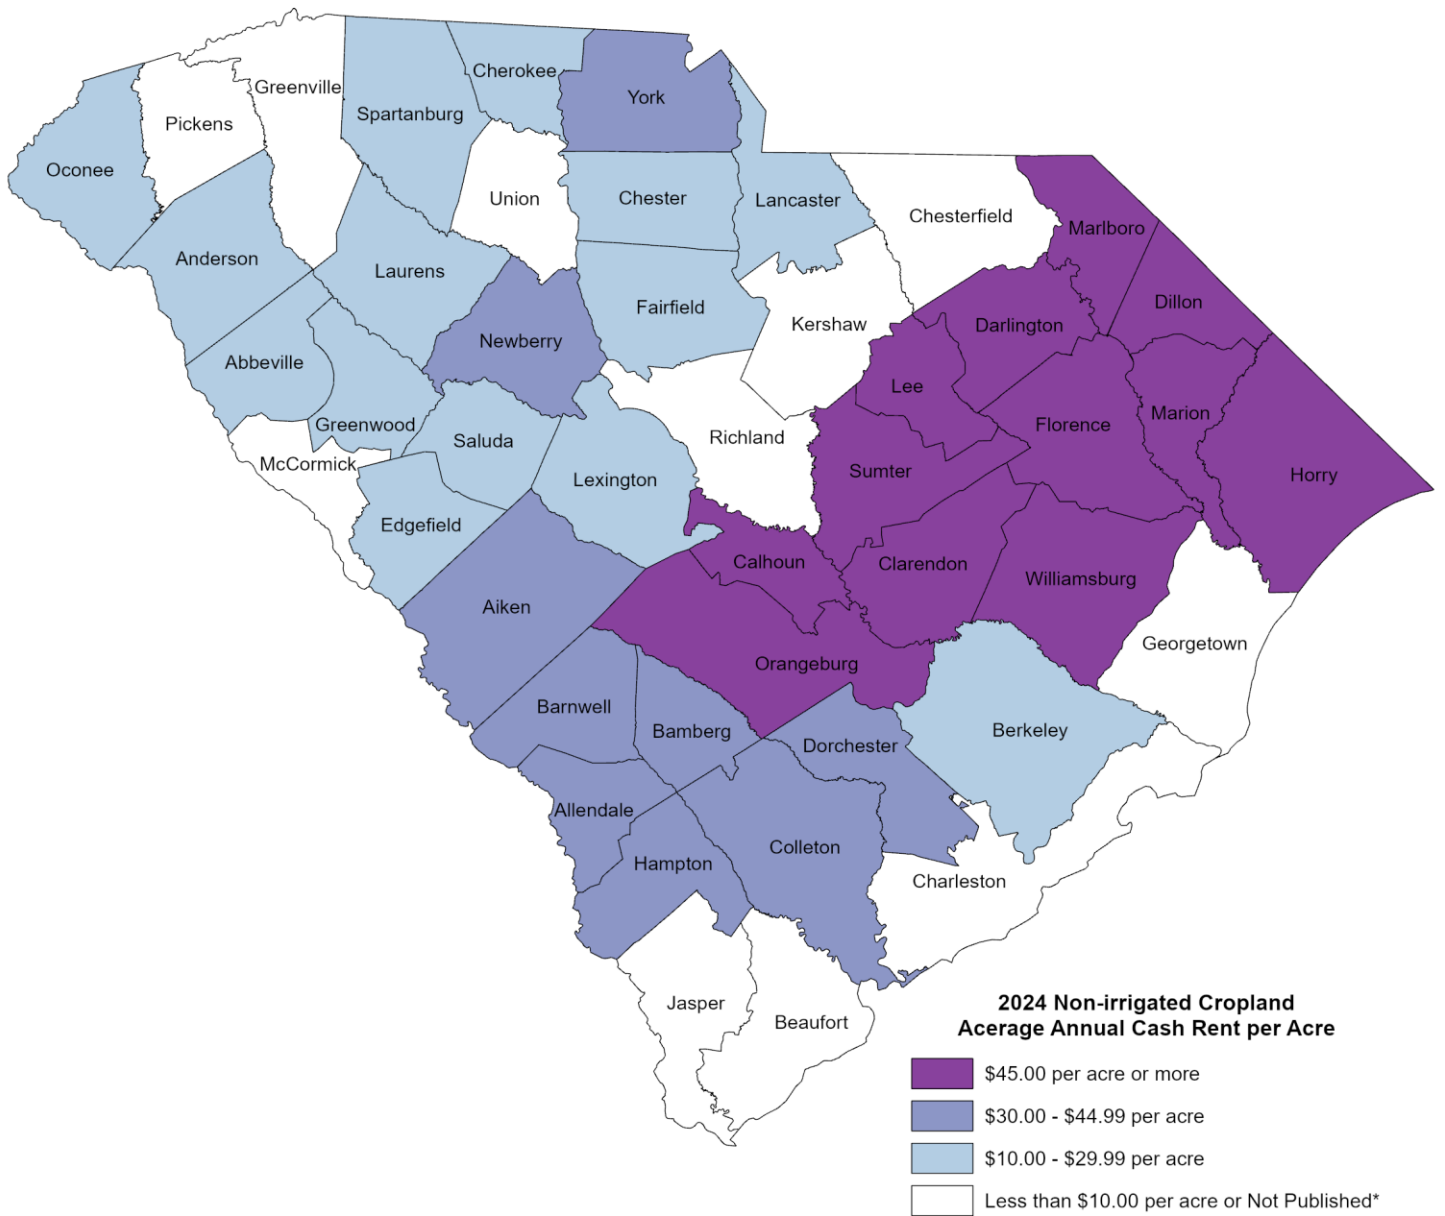 Greenville
Cherokee
York
Spartanburg
Pickens
Oconee
Union
Chester
Lancaster
Chesterfield
Marlboro
Anderson
Laurens
Dillon
Fairfield
Kershaw
Darlington
Newberry
Abbeville
Lee
Marion
Greenwood
Florence
Saluda
Richland
McCormick
Sumter
Horry
Lexington
Edgefield
Calhoun
Clarendon
Williamsburg
Aiken
Georgetown
Orangeburg
Barnwell
Bamberg
Berkeley
Dorchester
Allendale
Colleton
Hampton
Charleston
Jasper
Beaufort
2024 Non-irrigated Cropland
Acerage Annual Cash Rent per Acre
$45.00 per acre or more
$30.00 - $44.99 per acre
$10.00 - $29.99 per acre
Less than $10.00 per acre or Not Published*